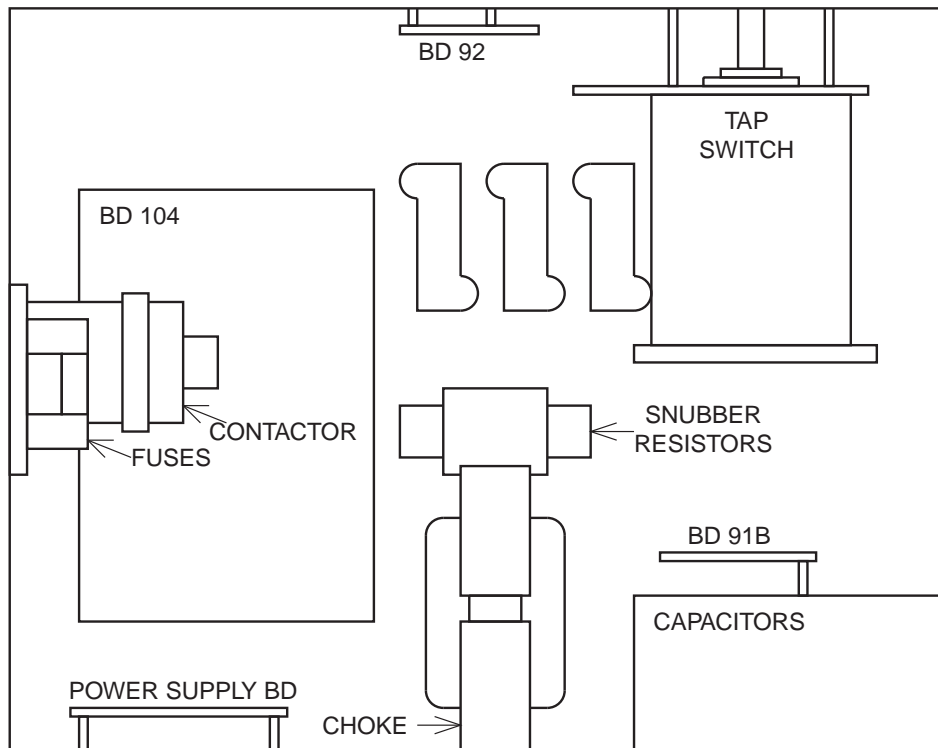 BD 92
TAP
SWITCH
BD 104
CONTACTOR
FUSES
SNUBBER
RESISTORS
BD 91B
CAPACITORS
POWER SUPPLY BD
CHOKE